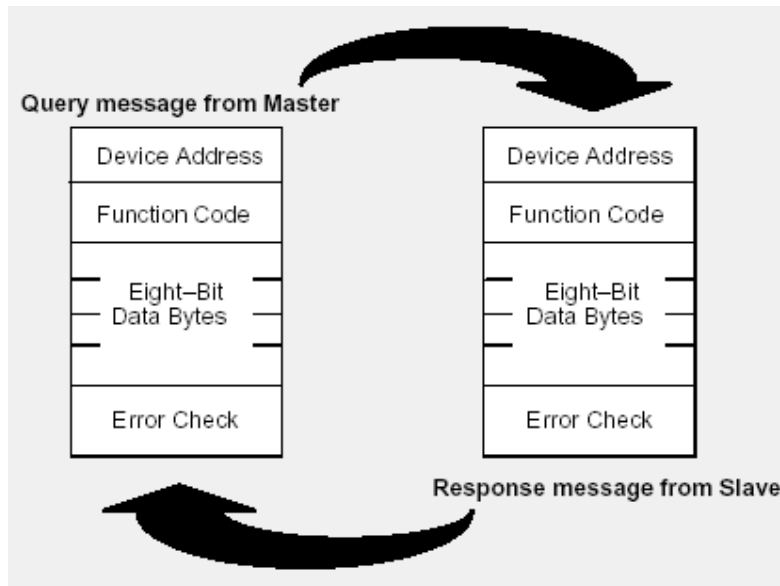 Query message from Master
Device Address
Function Code
Eight–Bit
Data Bytes
Error Check
Device Address
Function Code
Eight–Bit
Data Bytes
Error Check
Response message from Slave